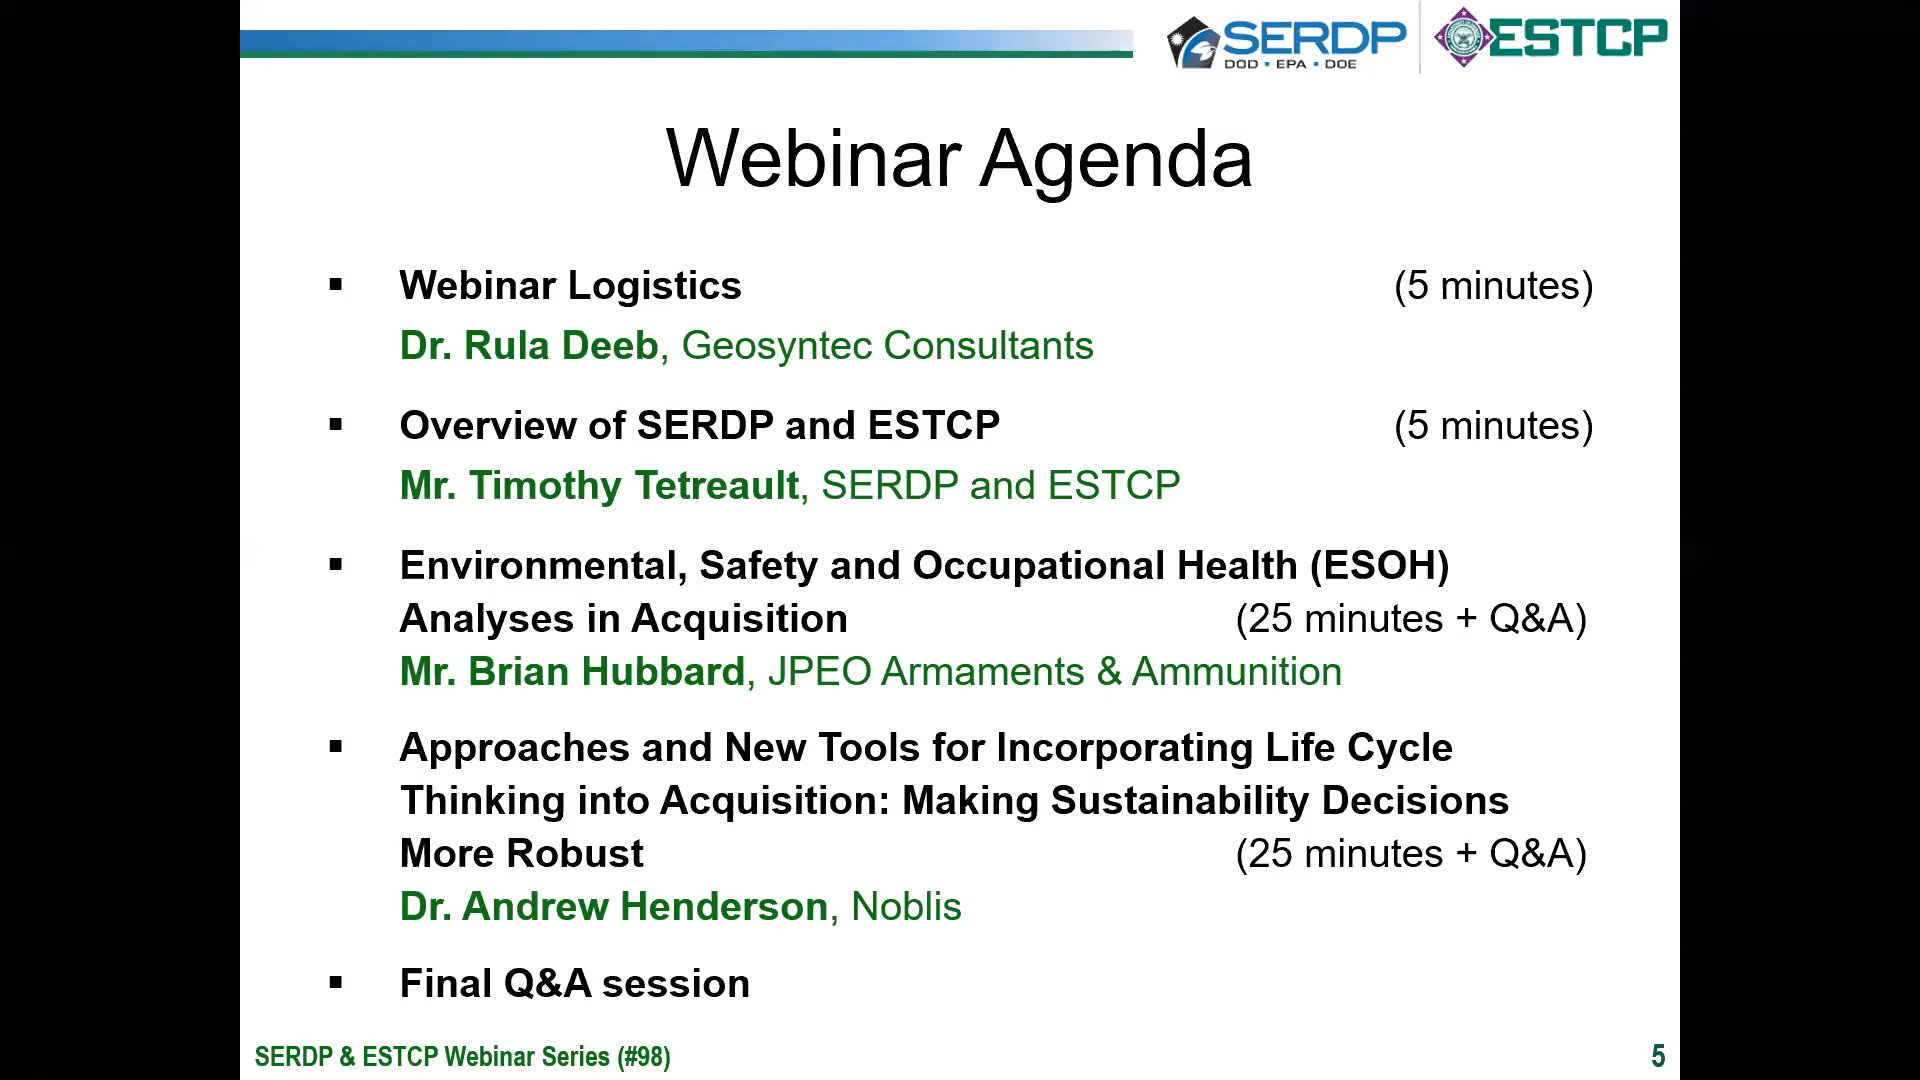 SERDP
DOD • EPA • DOE
ESTCP
Webinar Agenda
▪ Webinar Logistics (5 minutes)
Dr. Rula Deeb, Geosyntec Consultants
▪ Overview of SERDP and ESTCP (5 minutes)
Mr. Timothy Tetreault, SERDP and ESTCP
▪ Environmental, Safety and Occupational Health (ESOH)
Analyses in Acquisition (25 minutes + Q&A)
Mr. Brian Hubbard, JPEO Armaments & Ammunition
▪ Approaches and New Tools for Incorporating Life Cycle
Thinking into Acquisition: Making Sustainability Decisions
More Robust (25 minutes + Q&A)
Dr. Andrew Henderson, Noblis
▪ Final Q&A session
SERDP & ESTCP Webinar Series (#98)
5